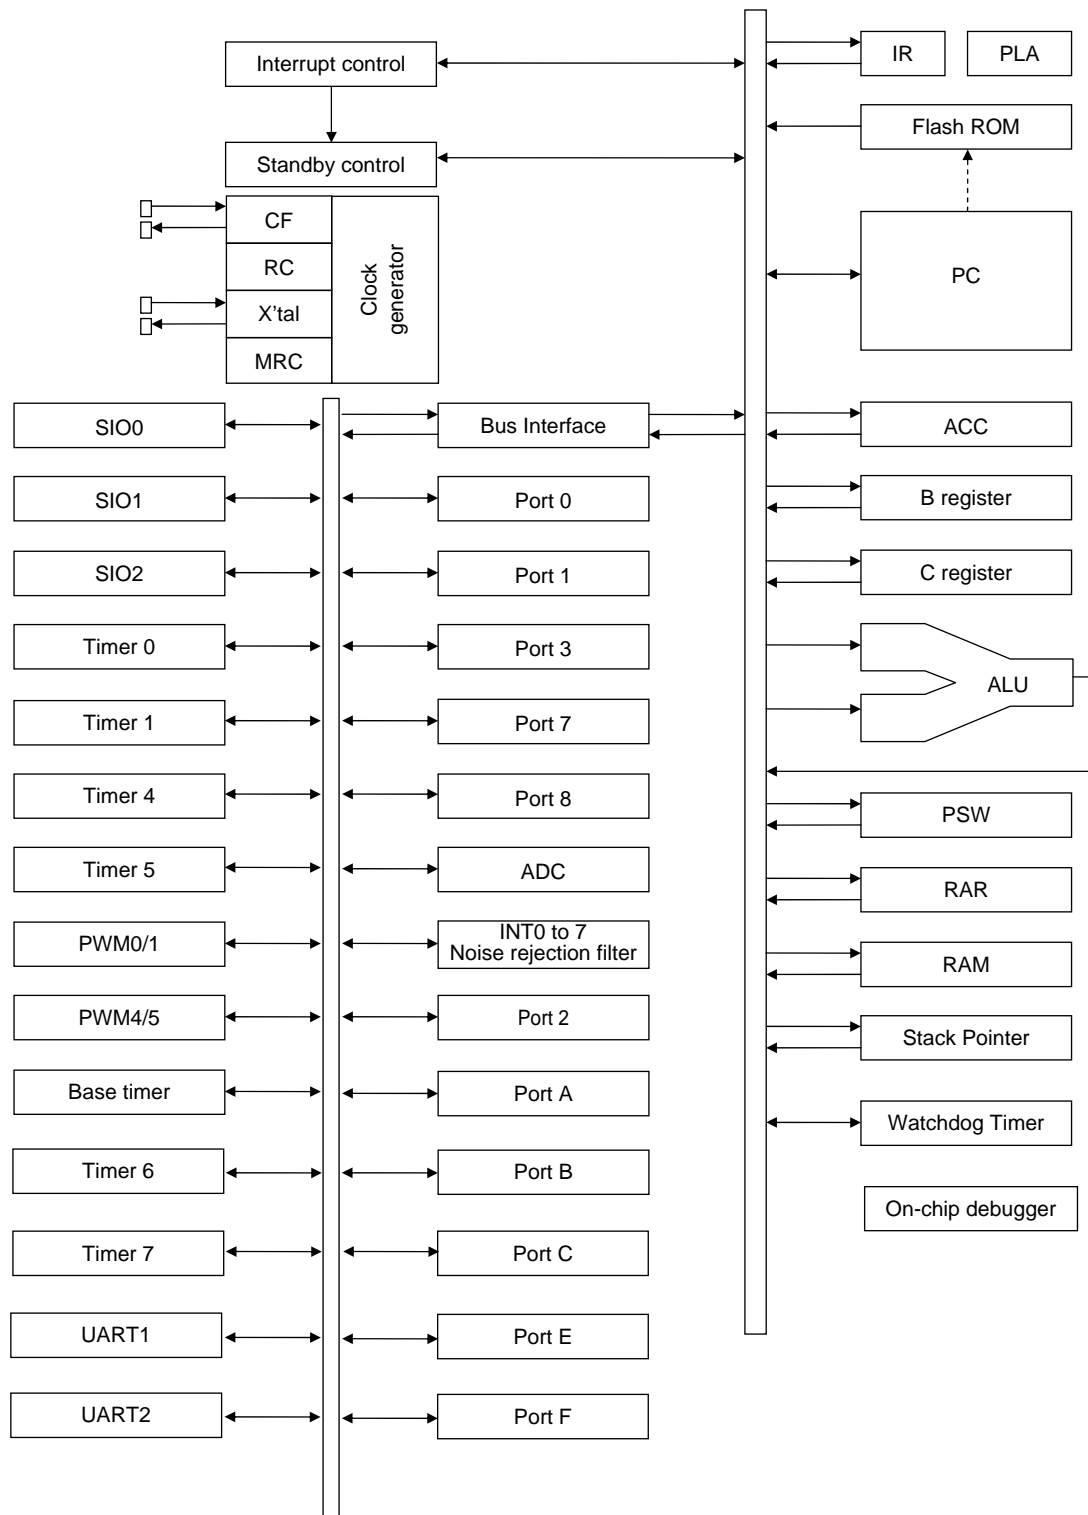 Interrupt control
IR
PLA
Flash ROM
Standby control
CF
RC
X'tal
MRC
Clock
generator
PC
SIO0
Bus Interface
ACC
SIO1
Port 0
B register
SIO2
Port 1
C register
Timer 0
Port 3
ALU
Timer 1
Port 7
Timer 4
Port 8
PSW
Timer 5
ADC
RAR
PWM0/1
INT0 to 7
Noise rejection filter
RAM
PWM4/5
Port 2
Stack Pointer
Base timer
Port A
Watchdog Timer
Timer 6
Port B
On-chip debugger
Timer 7
Port C
UART1
Port E
UART2
Port F